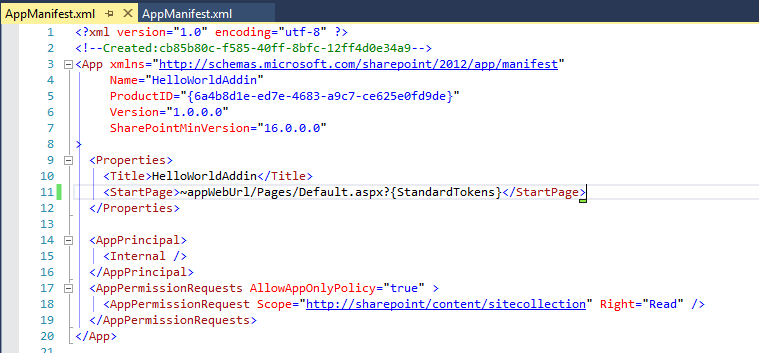 AppManifest.xml AppManifest.xml
1 <?xml version="1.0" encoding="utf-8" ?>
2 <!--Created:cb85b80c-f585-40ff-8bfc-12ff4d0e34a9-->
3 <App xmlns="http://schemas.microsoft.com/sharepoint/2012/app/manifest"
4 Name="HelloWorldAddin"
5 ProductID="{6a4b8d1e-ed7e-4683-a9c7-ce625e0fd9de}"
6 Version="1.0.0.0"
7 SharePointMinVersion="16.0.0.0"
8 >
9 <Properties>
10 <Title>HelloWorldAddin</Title>
11 <StartPage>~appWebUrl/Pages/Default.aspx?{StandardTokens}</StartPage>
12 </Properties>
13
14 <AppPrincipal>
15 <Internal />
16 </AppPrincipal>
17 <AppPermissionRequests AllowAppOnlyPolicy="true" >
18 <AppPermissionRequest Scope="http://sharepoint/content/sitecollection" Right="Read" />
19 </AppPermissionRequests>
20 </App>
21